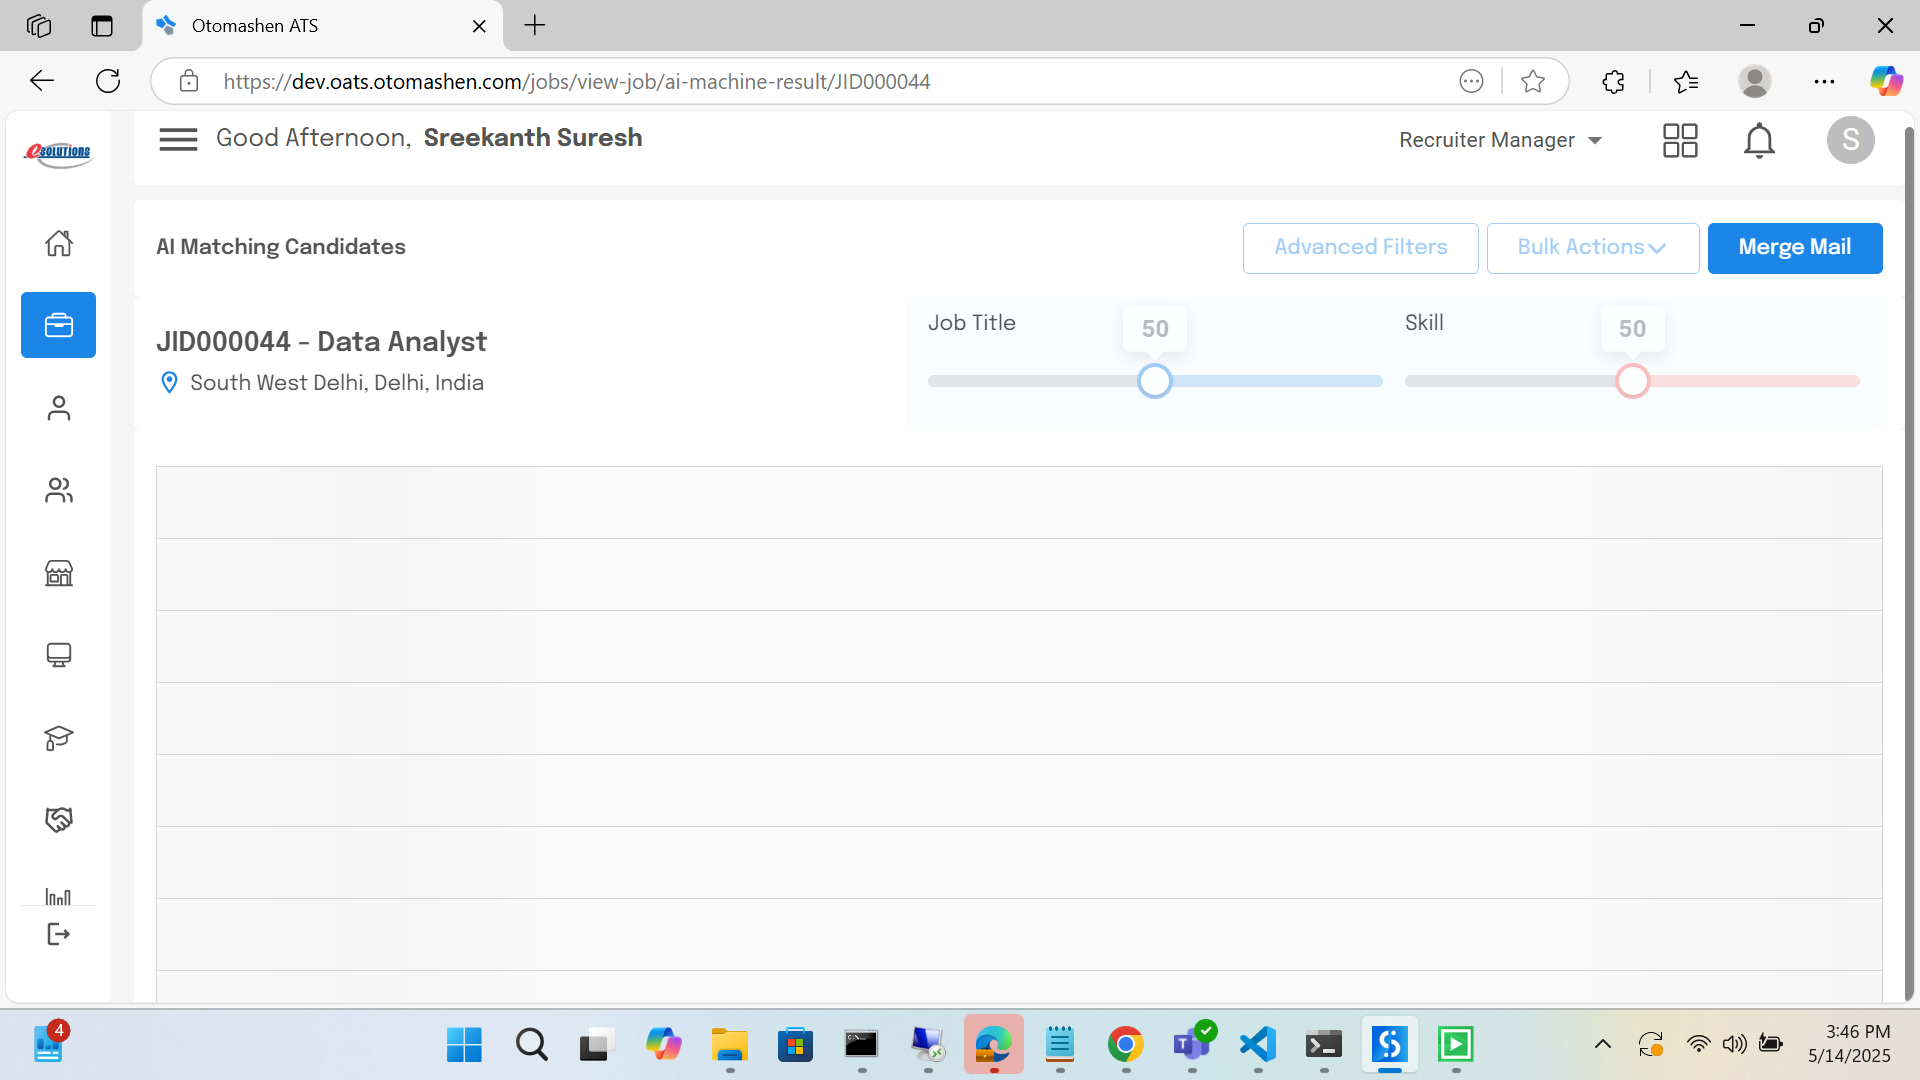 Otomashen ATS
https://dev.oats.otomashen.com/jobs/view-job/ai-machine-result/JID000044
eSOLUTIONS
Good Afternoon, Sreekanth Suresh
Recruiter Manager
S
AI Matching Candidates
Advanced Filters
Bulk Actions
Merge Mail
JID000044 - Data Analyst
South West Delhi, Delhi, India
Job Title
50
Skill
50
4
3:46 PM
5/14/2025